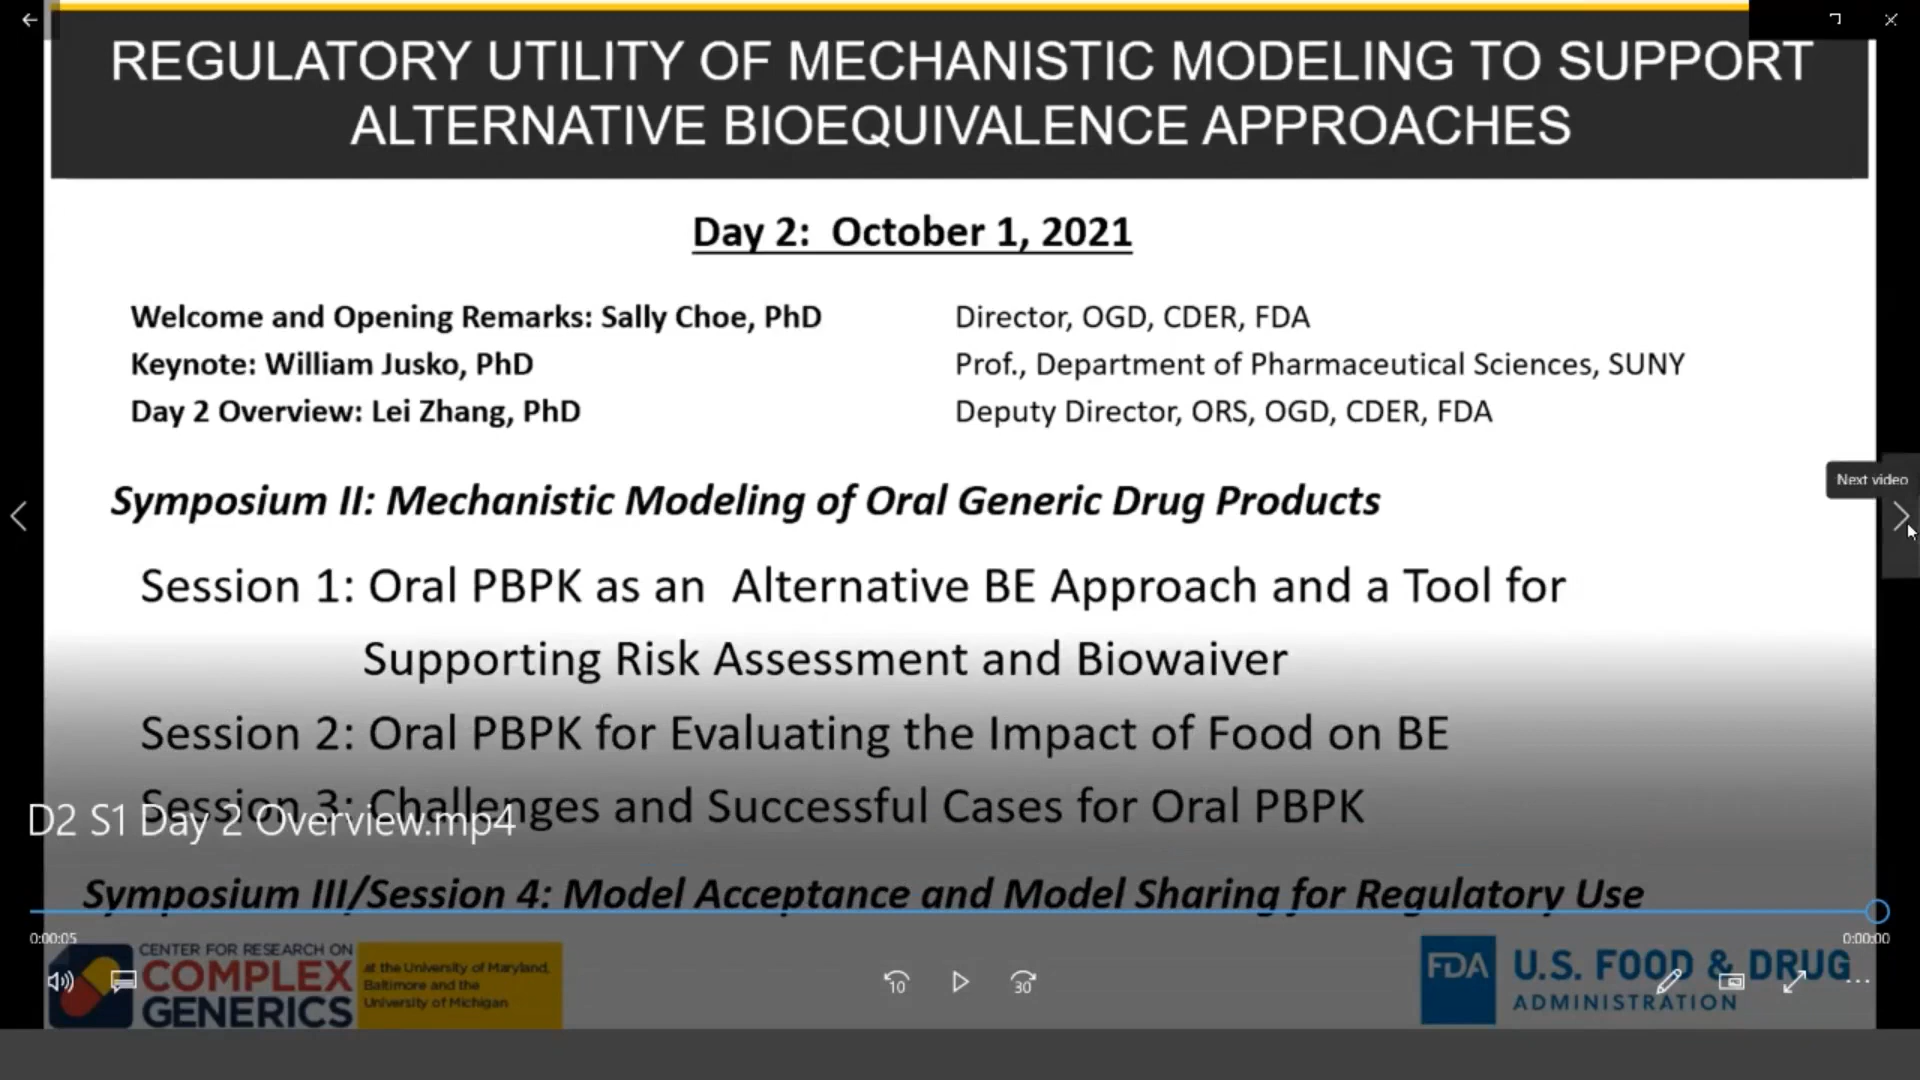 REGULATORY UTILITY OF MECHANISTIC MODELING TO SUPPORT
ALTERNATIVE BIOEQUIVALENCE APPROACHES
Day 2: October 1, 2021
Welcome and Opening Remarks: Sally Choe, PhD Director, OGD, CDER, FDA
Keynote: William Jusko, PhD Prof., Department of Pharmaceutical Sciences, SUNY
Day 2 Overview: Lei Zhang, PhD Deputy Director, ORS, OGD, CDER, FDA
Next video
Symposium II: Mechanistic Modeling of Oral Generic Drug Products
Session 1: Oral PBPK as an Alternative BE Approach and a Tool for
Supporting Risk Assessment and Biowaiver
Session 2: Oral PBPK for Evaluating the Impact of Food on BE
Session 3: Challenges and Successful Cases for Oral PBPK
D2 S1 Day 2 Overview.mp4
Symposium III/Session 4: Model Acceptance and Model Sharing for Regulatory Use
0:00:05 0:00:00
CENTER FOR RESEARCH ON
COMPLEX
GENERICS
at the University of Maryland,
Baltimore and the
University of Michigan
10 30
FDA U.S. FOOD & DRUG
ADMINISTRATION